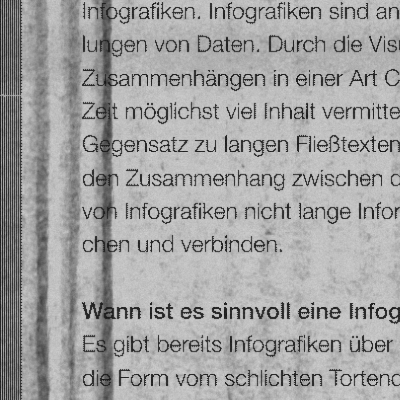 Infografiken. Infografiken sind an
lungen von Daten. Durch die Vis
Zusammenhängen in einer Art C
Zeit möglichst viel Inhalt vermitte
Gegensatz zu langen Fließtexten
den Zusammenhang zwischen d
von Infografiken nicht lange Infor
chen und verbinden.
Wann ist es sinnvoll eine Infog
Es gibt bereits Infografiken über
die Form vom schlichten Tortend